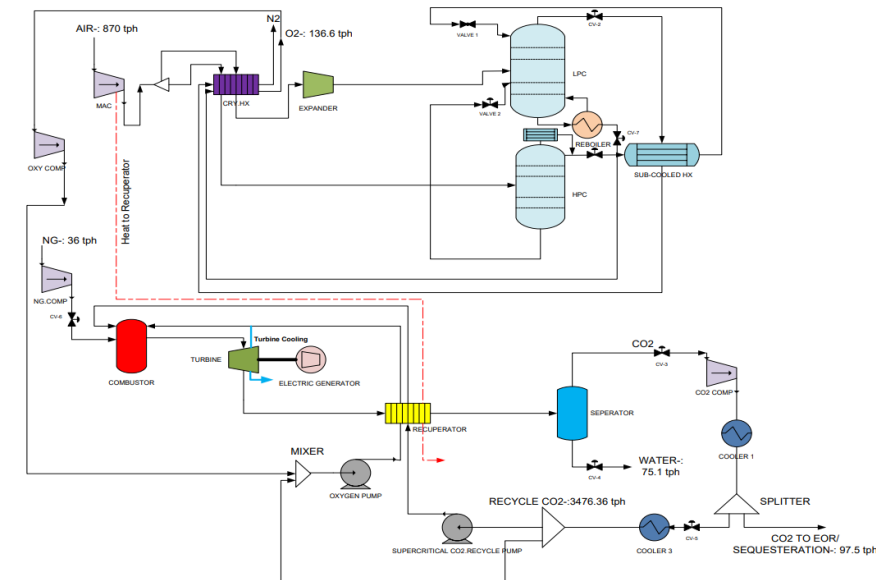 N2
AIR-: 870 tph
O2-: 136.6 tph
VALVE 1
CV-2
LPC
MAC
CRY.HX
EXPANDER
VALVE 2
CV-7
REBOILER
OXY COMP
SUB-COOLED HX
HPC
Heat to Recuperator
NG-: 36 tph
NG.COMP
CV-6
Turbine Cooling
CO2
TURBINE
CV-3
COMBUSTOR
ELECTRIC GENERATOR
CO2 COMP
SEPERATOR
RECUPERATOR
MIXER
COOLER 1
WATER-:
75.1 tph
CV-4
OXYGEN PUMP
RECYCLE CO2-:3476.36 tph
SPLITTER
CV-5
SUPERCRITICAL CO2.RECYCLE PUMP
COOLER 3
CO2 TO EOR/
SEQUESTERATION-: 97.5 tph